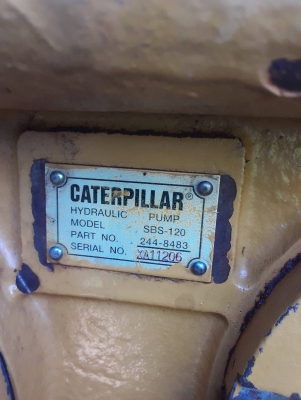 CATERPILLAR®
HYDRAULIC PUMP
MODEL SBS-120
PART NO. 244-8483
SERIAL NO. XA11206